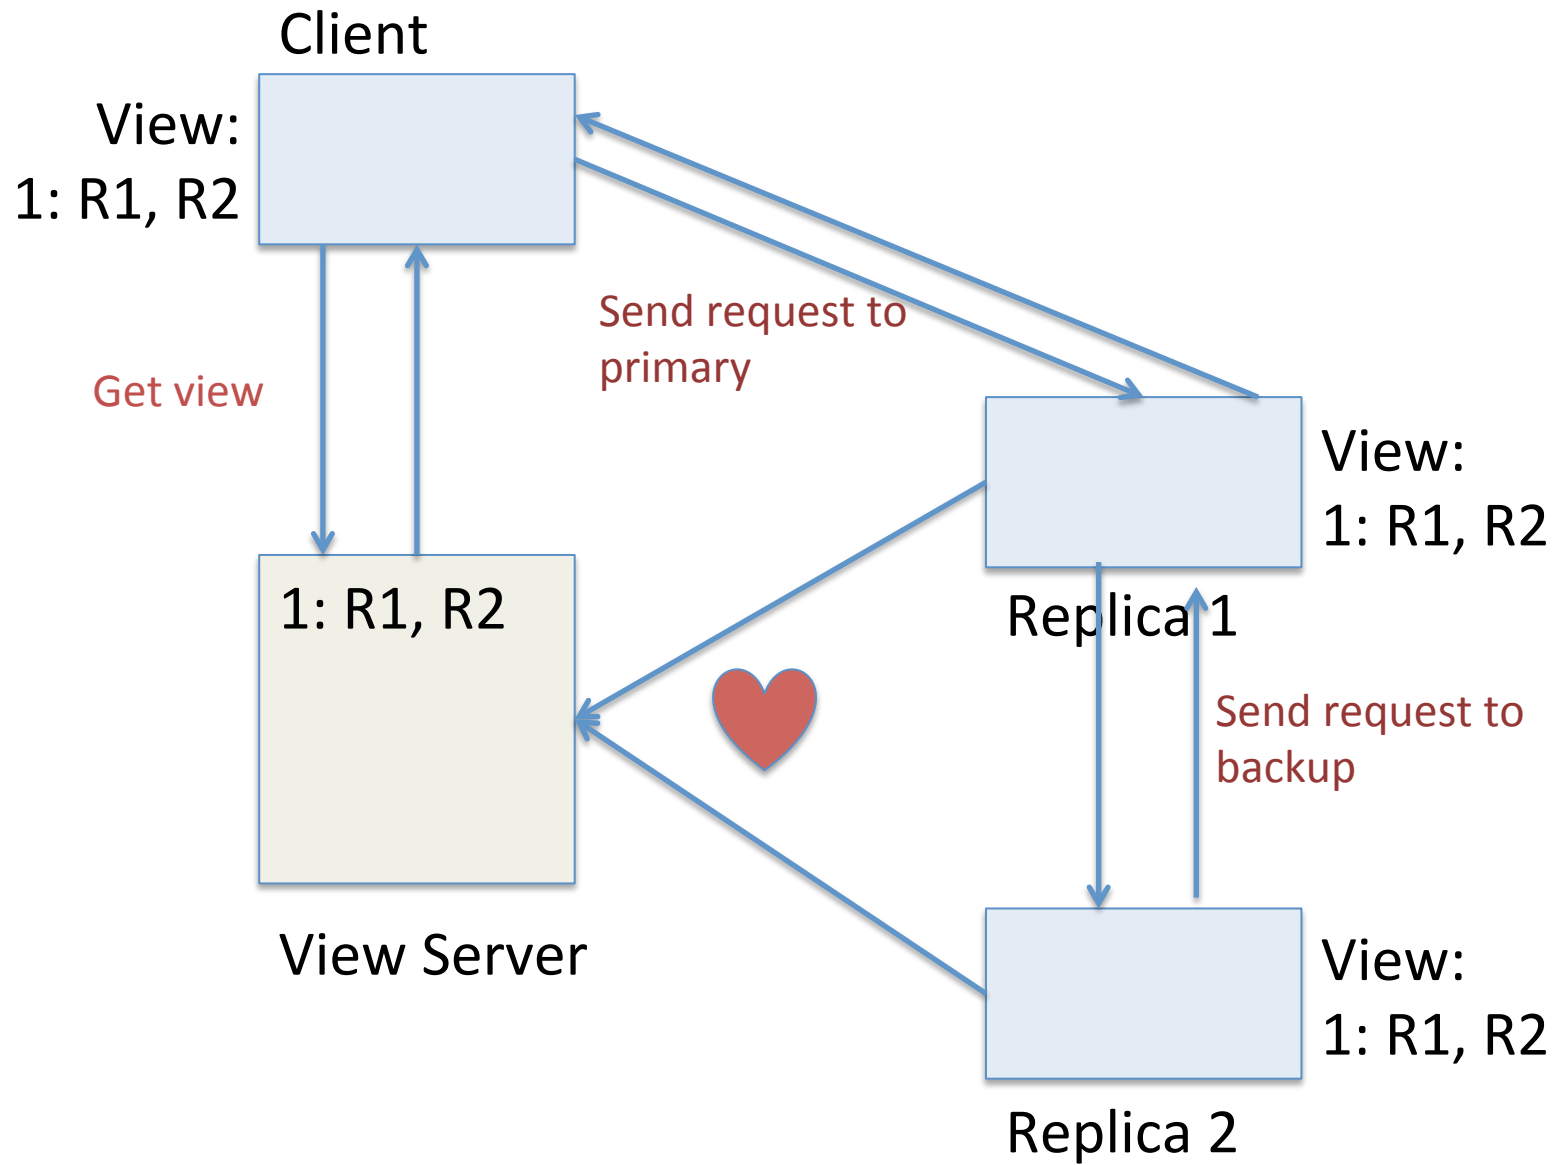 Client
View:
1: R1, R2
Send request to
primary
Get view
View:
1: R1, R2
1: R1, R2
Replica 1
Send request to
backup
View Server
View:
1: R1, R2
Replica 2